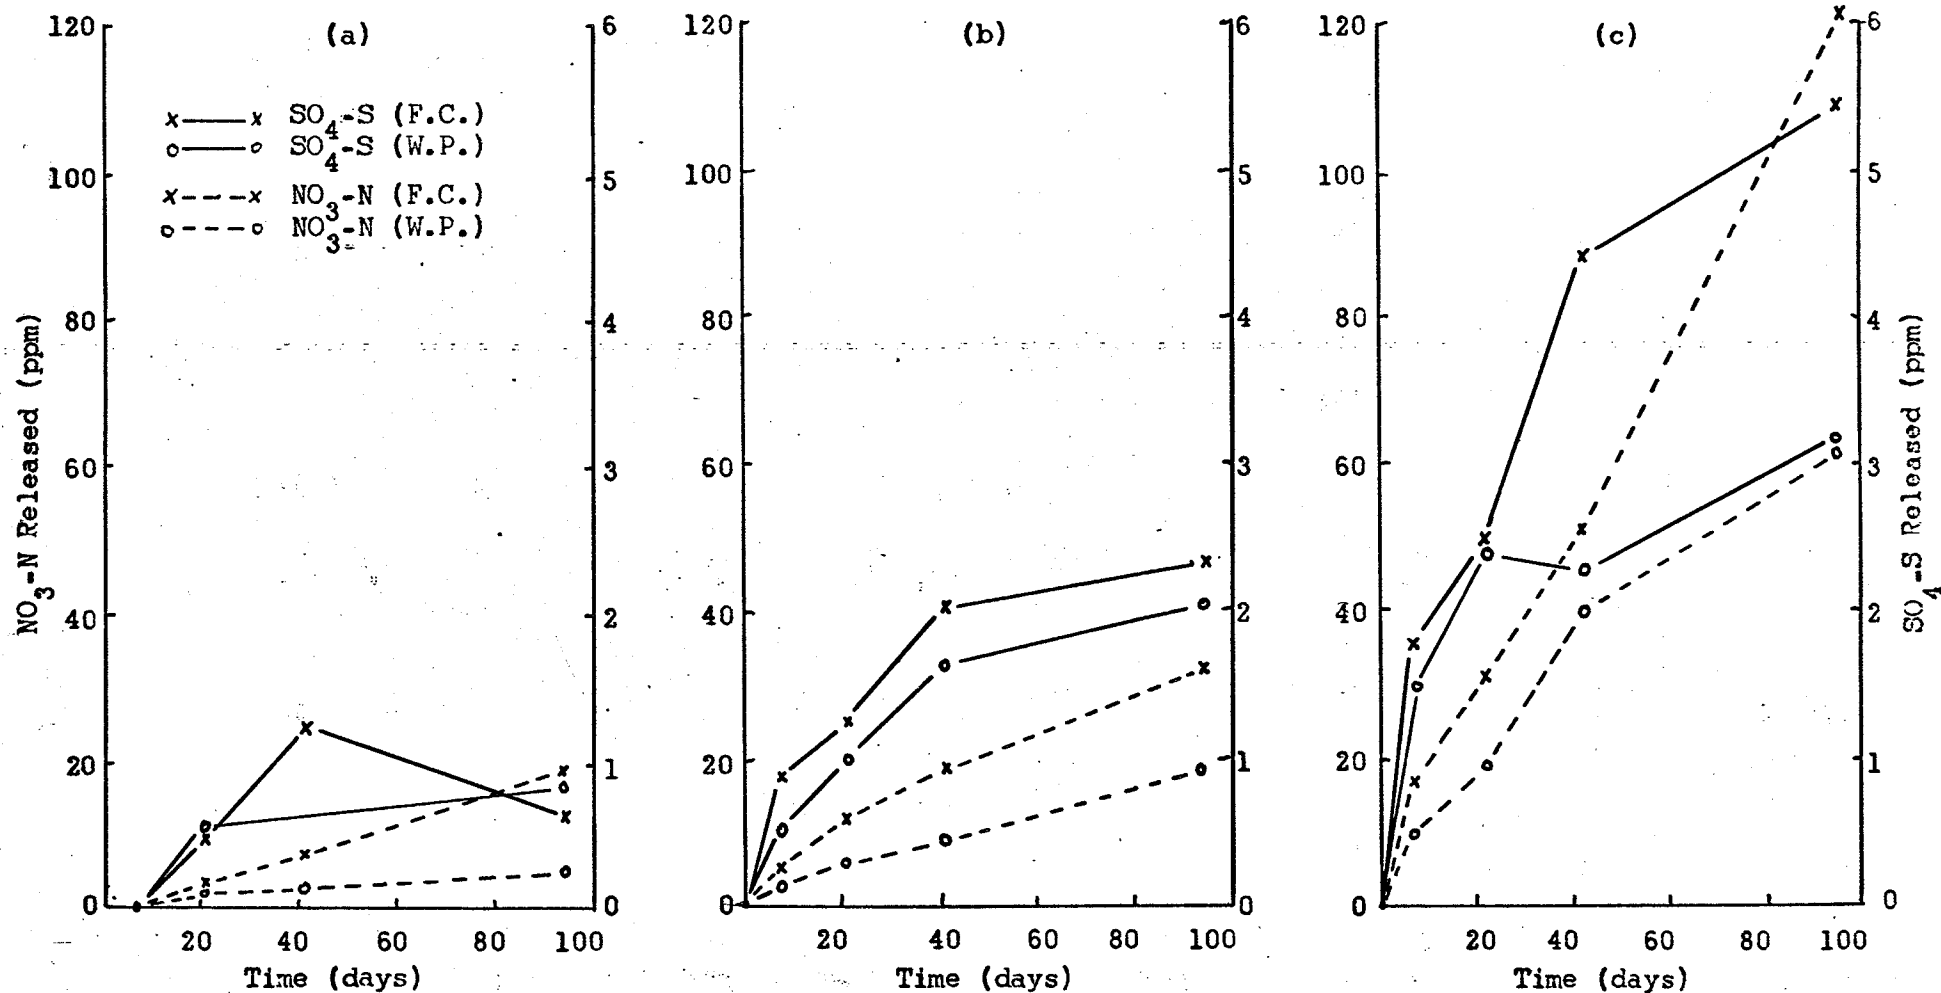 (a)
(b)
(c)
x——x SO4-S (F.C.)
o——o SO4-S (W.P.)
x---x NO3-N (F.C.)
o---o NO3-N (W.P.)
NO3-N Released (ppm)
120
100
80
60
40
20
0
6
5
4
3
2
1
0
20 40 60 80 100
Time (days)
120
100
80
60
40
20
0
6
5
4
3
2
1
0
20 40 60 80 100
Time (days)
120
100
80
60
40
20
0
6
5
4
3
2
1
0
20 40 60 80 100
Time (days)
SO4-S Released (ppm)